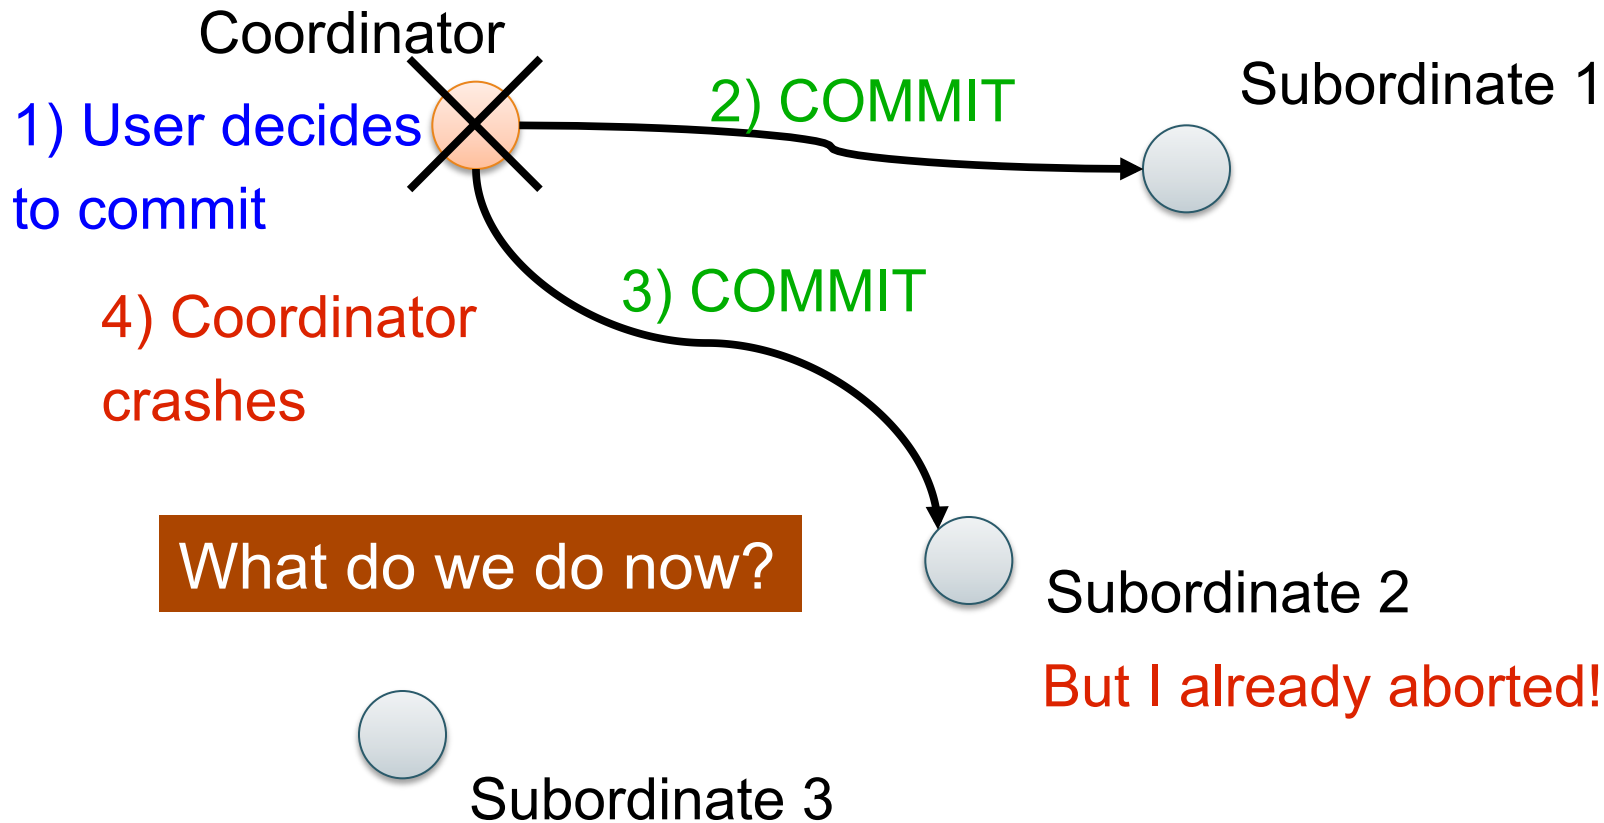 Coordinator
Subordinate 1
2) COMMIT
1) User decides
to commit
3) COMMIT
4) Coordinator
crashes
What do we do now?
Subordinate 2
But I already aborted!
Subordinate 3